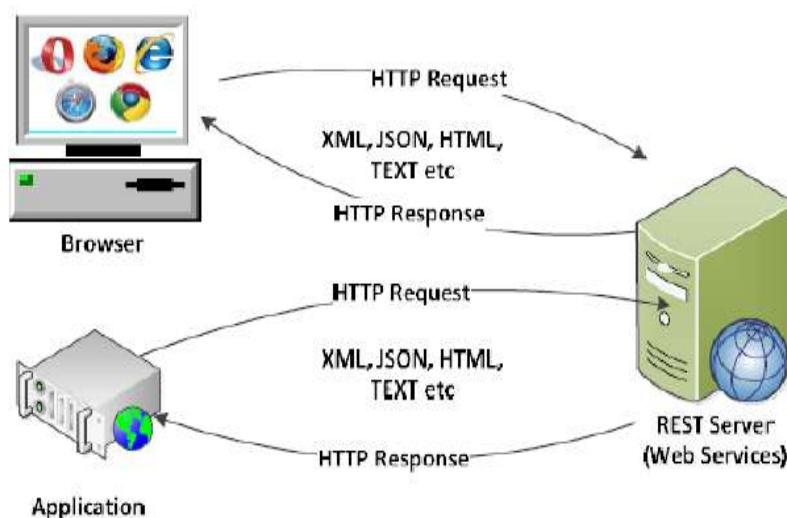 HTTP Request
XML, JSON, HTML,
TEXT etc
HTTP Response
Browser
HTTP Request
XML, JSON, HTML,
TEXT etc
HTTP Response
Application
REST Server
(Web Services)